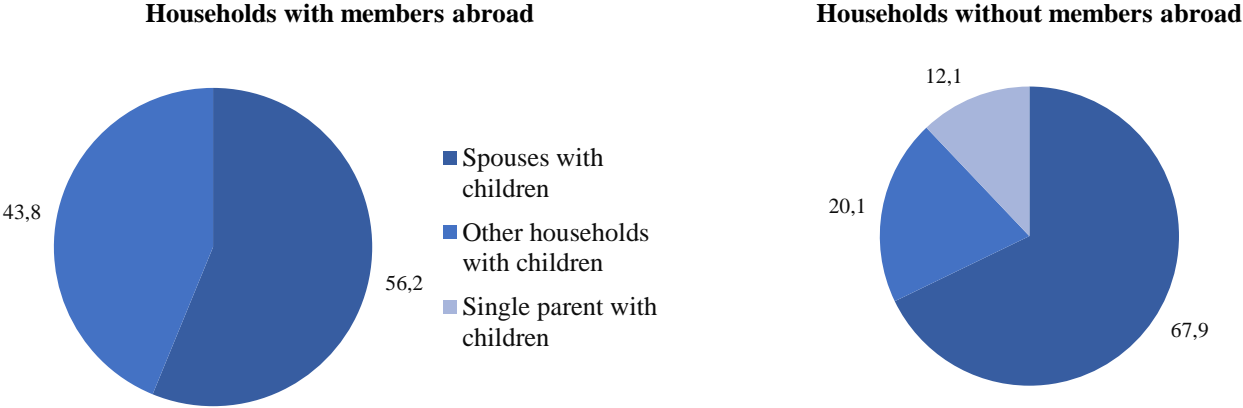 Households with members abroad
43,8
56,2
Spouses with
children
Other households
with children
Single parent with
children
Households without members abroad
12,1
20,1
67,9